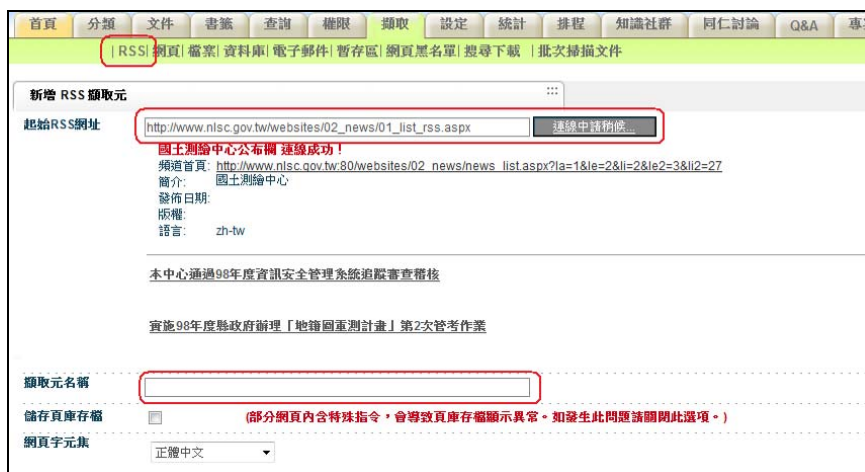 首頁 分類 文件 書籤 查詢 權限 擷取 設定 統計 排程 知識社群 同仁討論 Q&A
| RSS| 網頁| 檔案| 資料庫| 電子郵件| 暫存區| 網頁黑名單| 搜尋下載 | 批次掃描文件
新增 RSS 擷取元
起始RSS網址 http://www.nlsc.gov.tw/websites/02_news/01_list_rss.aspx 連線中請稍候...
國土測繪中心公布欄 連線成功！
頻道首頁: http://www.nlsc.gov.tw:80/websites/02_news/news_list.aspx?la=1&le=2&li=2&le2=3&li2=27
簡介: 國土測繪中心
發佈日期:
版權:
語言: zh-tw
本中心通過98年度資訊安全管理系統追蹤審查稽核
實施98年度縣政府辦理「地籍圖重測計畫」第2次管考作業
擷取元名稱
儲存頁庫存檔 (部分網頁內含特殊指令，會導致頁庫存檔顯示異常。如發生此問題請關閉此選項。)
網頁字元集 正體中文